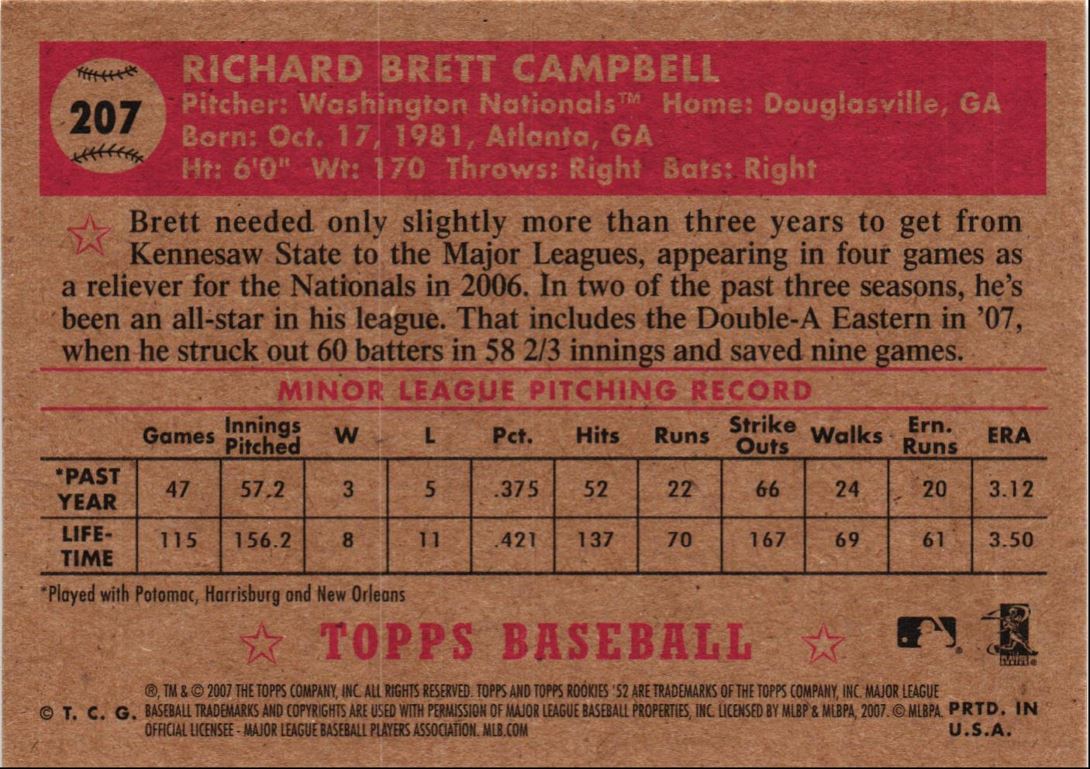 207
RICHARD BRETT CAMPBELL
Pitcher: Washington Nationals™ Home: Douglasville, GA
Born: Oct. 17, 1981, Atlanta, GA
Ht: 6'0" Wt: 170 Throws: Right Bats: Right
Brett needed only slightly more than three years to get from
Kennesaw State to the Major Leagues, appearing in four games as
a reliever for the Nationals in 2006. In two of the past three seasons, he's
been an all-star in his league. That includes the Double-A Eastern in '07,
when he struck out 60 batters in 58 2/3 innings and saved nine games.
MINOR LEAGUE PITCHING RECORD
Games Innings Pitched W L Pct. Hits Runs Strike Outs Walks Ern. Runs ERA
*PAST YEAR 47 57.2 3 5 .375 52 22 66 24 20 3.12
LIFE-TIME 115 156.2 8 11 .421 137 70 167 69 61 3.50
*Played with Potomac, Harrisburg and New Orleans
TOPPS BASEBALL
®, TM & © 2007 THE TOPPS COMPANY, INC. ALL RIGHTS RESERVED. TOPPS AND TOPPS ROOKIES '52 ARE TRADEMARKS OF THE TOPPS COMPANY, INC. MAJOR LEAGUE
© T. C. G. BASEBALL TRADEMARKS AND COPYRIGHTS ARE USED WITH PERMISSION OF MAJOR LEAGUE BASEBALL PROPERTIES, INC. LICENSED BY MLBP & MLBPA, 2007. © MLBPA. PRTD. IN
OFFICIAL LICENSEE - MAJOR LEAGUE BASEBALL PLAYERS ASSOCIATION. MLB.COM U.S.A.